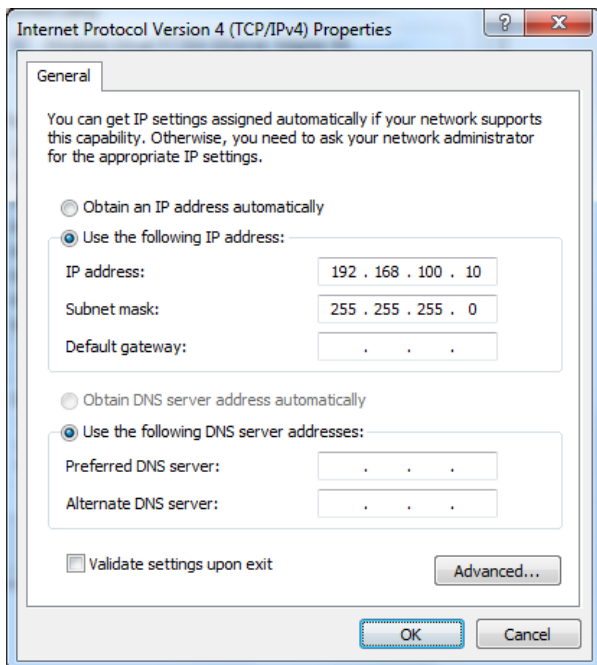 Internet Protocol Version 4 (TCP/IPv4) Properties
?
X
General
You can get IP settings assigned automatically if your network supports
this capability. Otherwise, you need to ask your network administrator
for the appropriate IP settings.
Obtain an IP address automatically
Use the following IP address:
IP address: 192 . 168 . 100 . 10
Subnet mask: 255 . 255 . 255 . 0
Default gateway: . . .
Obtain DNS server address automatically
Use the following DNS server addresses:
Preferred DNS server: . . .
Alternate DNS server: . . .
Validate settings upon exit
Advanced...
OK Cancel